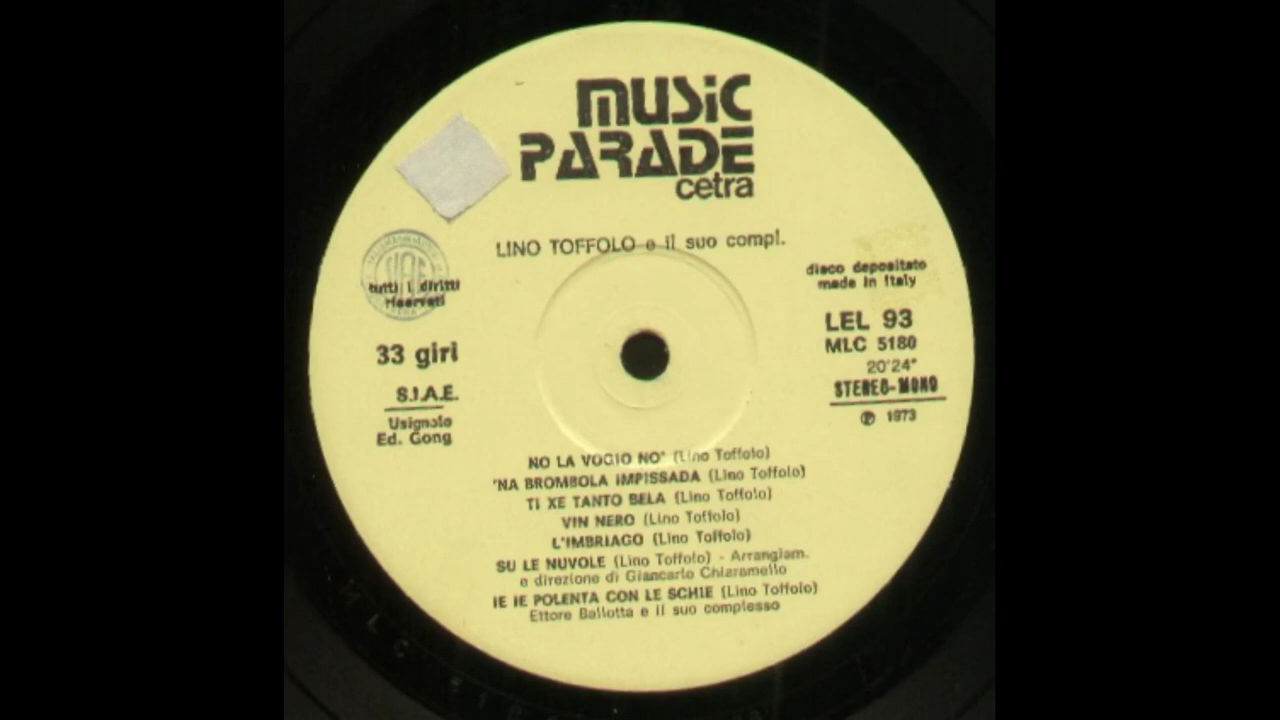 MUSIC
PARADE
cetra
LINO TOFFOLO e il suo compl.
tutti i diritti
riservati
disco depositato
made in Italy
33 giri
LEL 93
MLC 5180
20'24"
S.I.A.E.
STEREO-MONO
Usignolo
Ed. Gong
℗ 1973
NO LA VOGIO NO' (Lino Toffolo)
'NA BROMBOLA IMPISSADA (Lino Toffolo)
TI XE TANTO BELA (Lino Toffolo)
VIN NERO (Lino Toffolo)
L'IMBRIAGO (Lino Toffolo)
SU LE NUVOLE (Lino Toffolo) - Arrangiam.
e direzione di Giancarlo Chiaramello
IE IE POLENTA CON LE SCHIE (Lino Toffolo)
Ettore Ballotta e il suo complesso